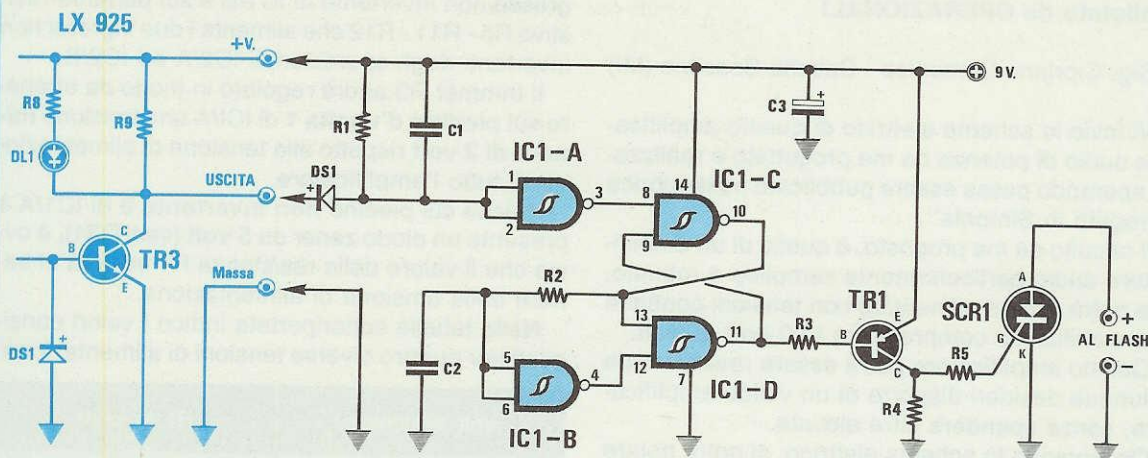 LX 925
+V.
9 V.
R8
R9
R1
C1
C3
DL1
IC1-A
DS1
IC1-C
USCITA
1
2
3
8
14
10
9
B
C
E
TR3
Massa
R2
13
TR1
E
B
C
SCR1
A
G
K
+
AL FLASH
-
R3
R5
DS1
C2
5
6
4
12
11
7
IC1-D
R4
IC1-B